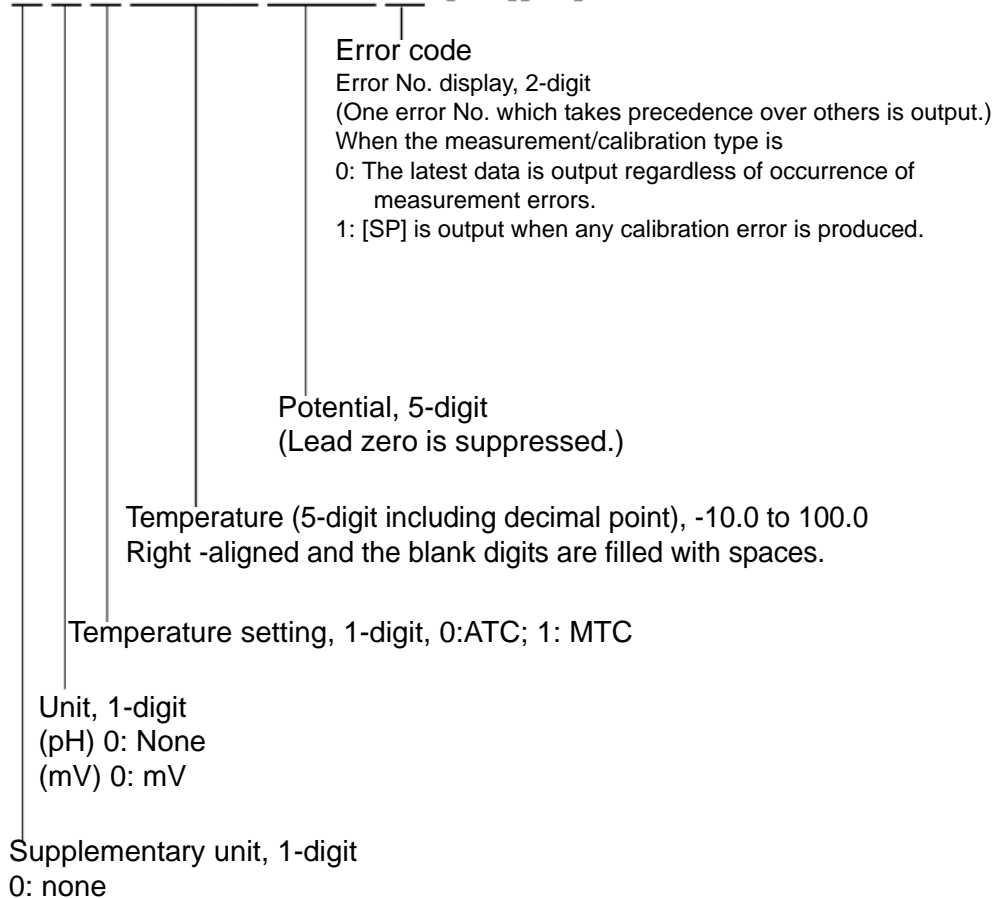 Error code
Error No. display, 2-digit
(One error No. which takes precedence over others is output.)
When the measurement/calibration type is
0: The latest data is output regardless of occurrence of
measurement errors.
1: [SP] is output when any calibration error is produced.
Potential, 5-digit
(Lead zero is suppressed.)
Temperature (5-digit including decimal point), -10.0 to 100.0
Right -aligned and the blank digits are filled with spaces.
Temperature setting, 1-digit, 0:ATC; 1: MTC
Unit, 1-digit
(pH) 0: None
(mV) 0: mV
Supplementary unit, 1-digit
0: none